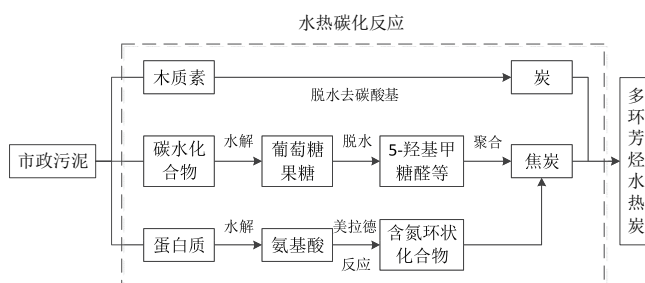 水热碳化反应
木质素
脱水去碳酸基
炭
市政污泥
碳水化
合物
水解
葡萄糖
果糖
脱水
5-羟基甲
糖醛等
聚合
焦炭
多
环
芳
烃
水
热
炭
蛋白质
水解
氨基酸
美拉德
反应
含氮环状
化合物